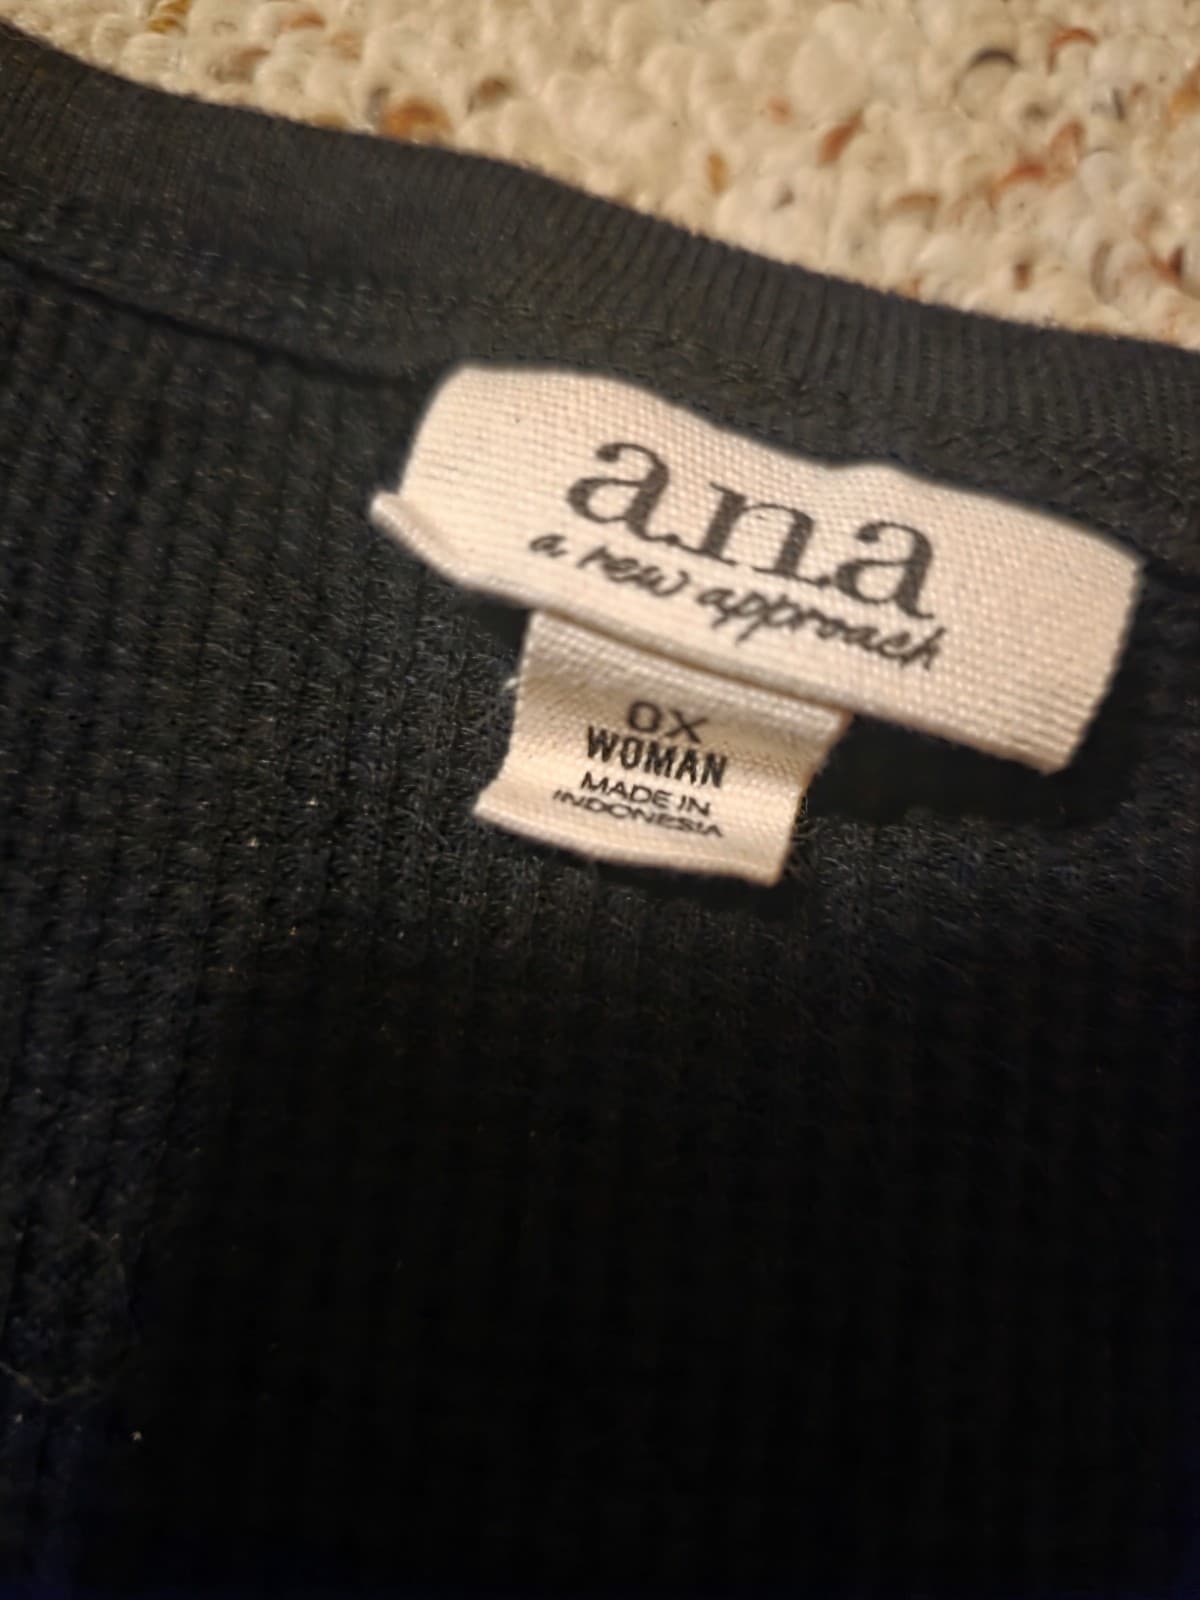 a.n.a
a new approach
0X
WOMAN
MADE IN
INDONESIA